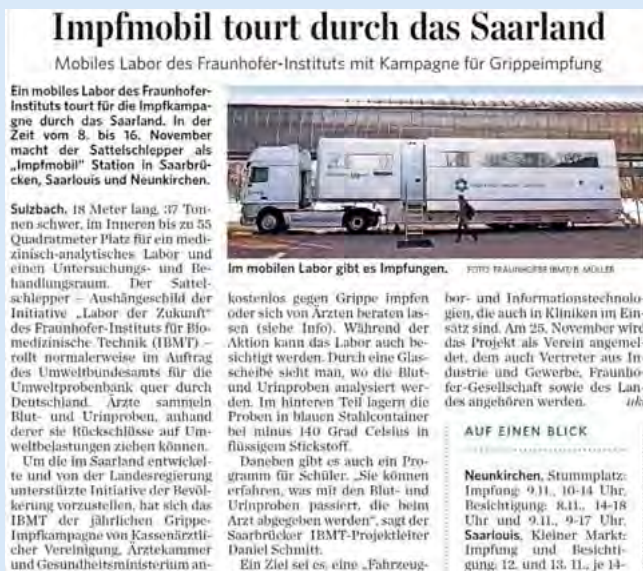 Impfmobil tourt durch das Saarland
Mobiles Labor des Fraunhofer-Instituts mit Kampagne für Grippeimpfung
Ein mobiles Labor des Fraunhofer-
Instituts tourt für die Impfkampa-
gne durch das Saarland. In der
Zeit vom 8. bis 16. November
macht der Sattelschlepper als
„Impfmobil" Station in Saarbrü-
cken, Saarlouis und Neunkirchen.
Sulzbach. 18 Meter lang, 37 Ton-
nen schwer, im Inneren bis zu 55
Quadratmeter Platz für ein medi-
zinisch-analytisches Labor und
einen Untersuchungs- und Be-
handlungsraum. Der Sattel-
schlepper – Aushängeschild der
Initiative „Labor der Zukunft"
des Fraunhofer-Instituts für Bio-
medizinische Technik (IBMT) –
rollt normalerweise im Auftrag
des Umweltbundesamts für die
Umweltprobenbank quer durch
Deutschland. Ärzte sammeln
Blut- und Urinproben, anhand
derer sie Rückschlüsse auf Um-
weltbelastungen ziehen können.
Um die im Saarland entwickel-
te und von der Landesregierung
unterstützte Initiative der Bevöl-
kerung vorzustellen, hat sich das
IBMT der jährlichen Grippe-
Impfkampagne von Kassenärztli-
cher Vereinigung, Ärztekammer
und Gesundheitsministerium an-
Im mobilen Labor gibt es Impfungen.
FOTO: FRAUNHOFER IBMT/B. MÜLLER
kostenlos gegen Grippe impfen
oder sich von Ärzten beraten las-
sen (siehe Info). Während der
Aktion kann das Labor auch be-
sichtigt werden. Durch eine Glas-
scheibe sieht man, wo die Blut-
und Urinproben analysiert wer-
den. Im hinteren Teil lagern die
Proben in blauen Stahlcontainer
bei minus 140 Grad Celsius in
flüssigem Stickstoff.
Daneben gibt es auch ein Pro-
gramm für Schüler. „Sie können
erfahren, was mit den Blut- und
Urinproben passiert, die beim
Arzt abgegeben werden", sagt der
Saarbrücker IBMT-Projektleiter
Daniel Schmitt.
Ein Ziel sei es, eine „Fahrzeug-
bor- und Informationstechnolo-
gien, die auch in Kliniken im Ein-
satz sind. Am 25. November wird
das Projekt als Verein angemel-
det, dem auch Vertreter aus In-
dustrie und Gewerbe, Fraunho-
fer-Gesellschaft sowie des Lan-
des angehören werden.
AUF EINEN BLICK
Neunkirchen, Stummplatz:
Impfung 9.11., 10-14 Uhr,
Besichtigung: 8.11., 14-18
Uhr und 9.11., 9-17 Uhr.
Saarlouis, Kleiner Markt:
Impfung und Besichti-
gung, 12. und 13. 11., je 14-